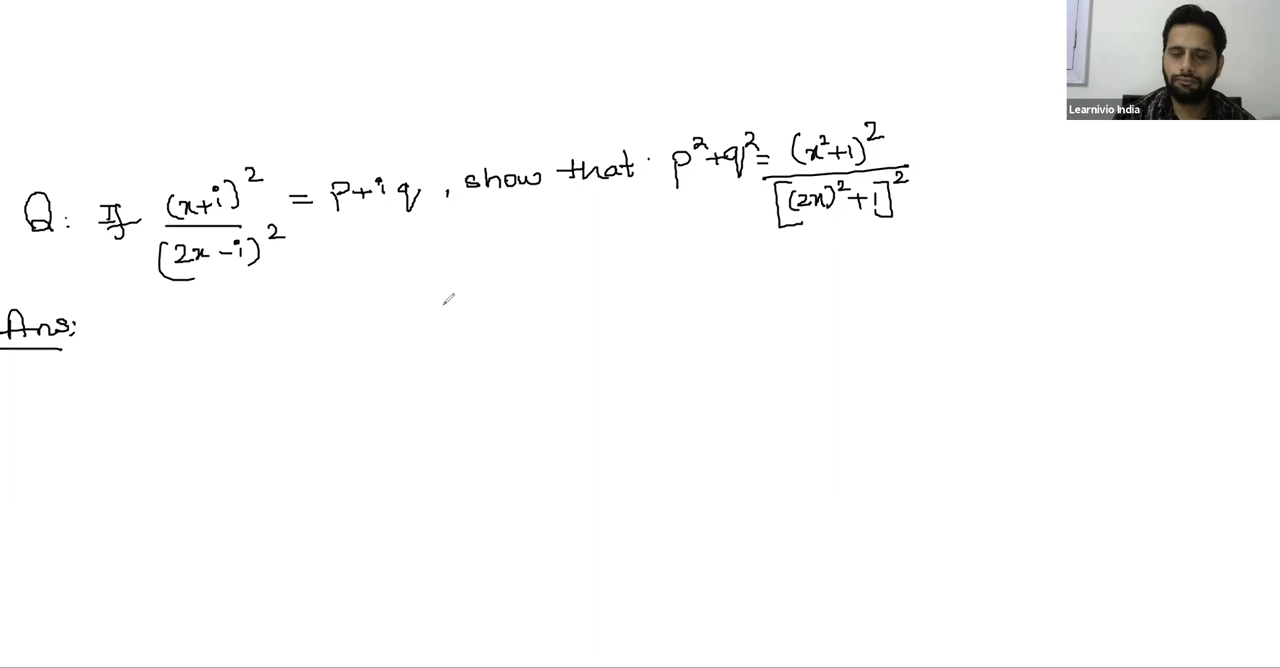 Learnivio India
Q: If (x+i)^2/(2x-i)^2 = p+iq, show that p^2+q^2 = (x^2+1)^2/[(2x)^2+1]^2
Ans: